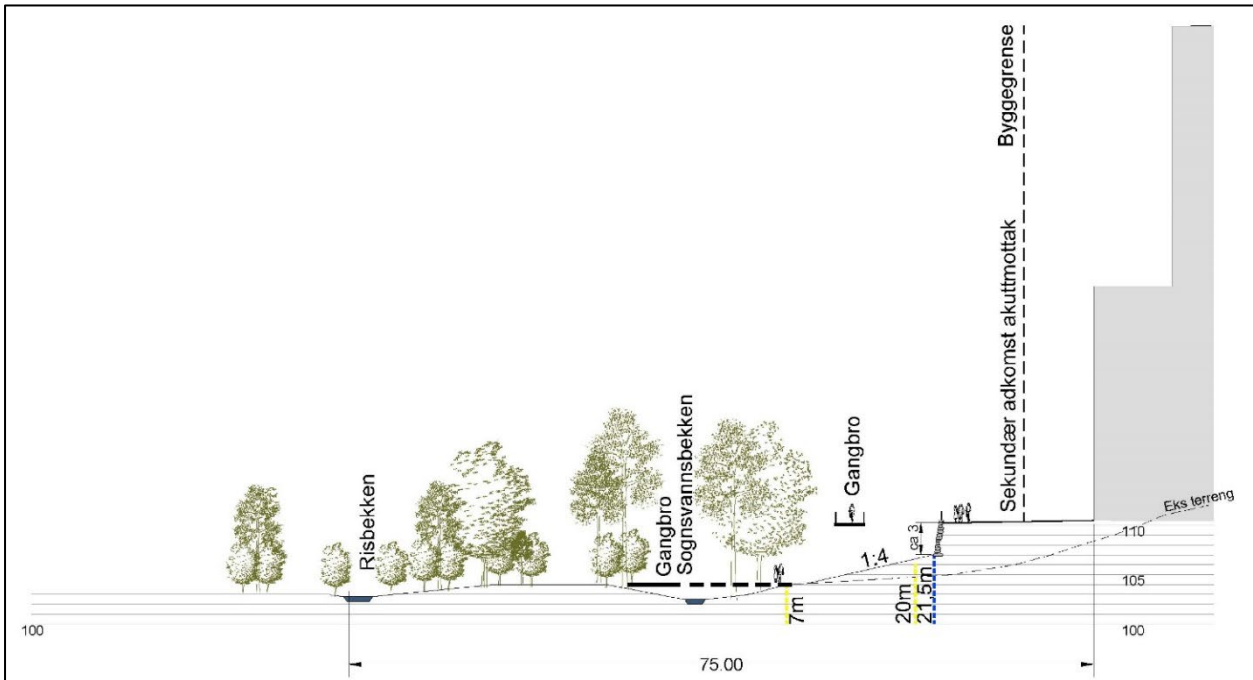 Byggegrense
Sekundær adkomst akuttmottak
Gangbro
Gangbro
Sognsvannsbekken
Risbekken
Eks terreng
110
ca 3
1:4
105
7m
20m
21.5m
100
100
75.00